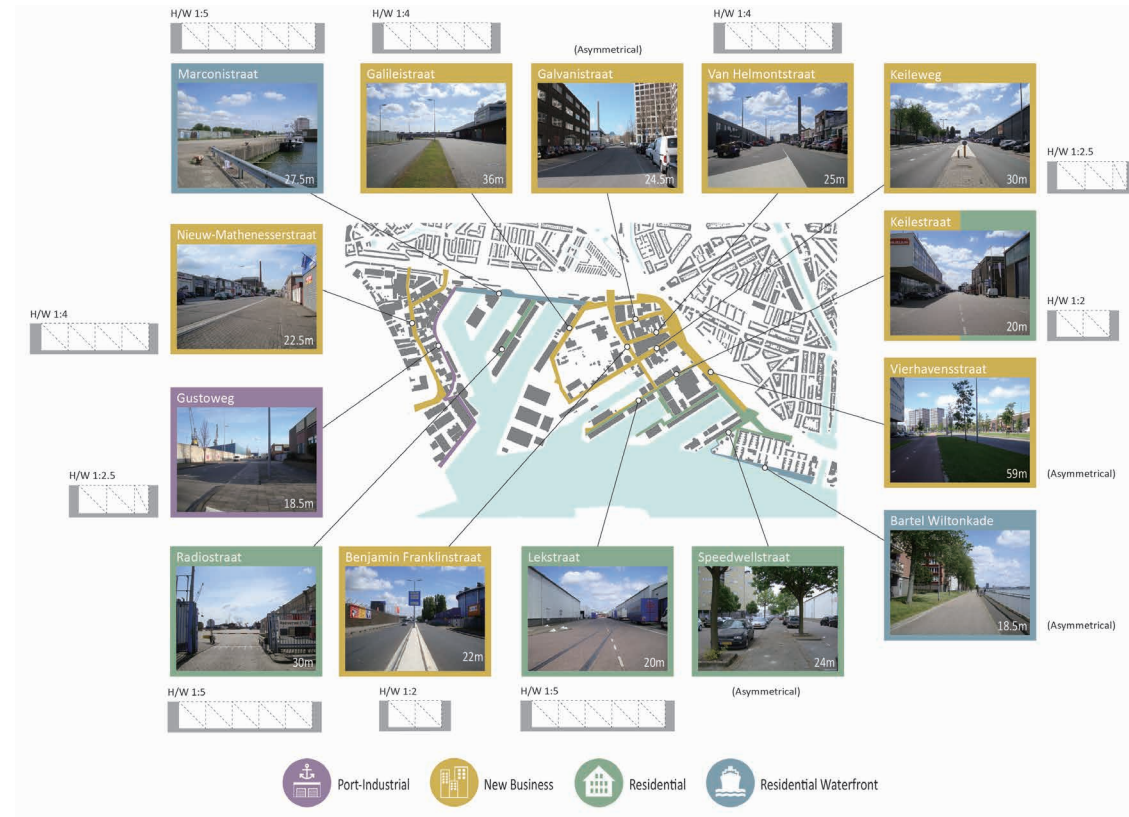 H/W 1:5
H/W 1:4
(Asymmetrical)
H/W 1:4
Marconistraat
27.5m
Galileistraat
36m
Galvanistraat
24.5m
Van Helmontstraat
25m
Keileweg
30m
H/W 1:2.5
Nieuw-Mathenesserstraat
22.5m
H/W 1:4
Keilestraat
20m
H/W 1:2
Vierhavensstraat
59m
(Asymmetrical)
Gustoweg
18.5m
H/W 1:2.5
Bartel Wiltonkade
18.5m
(Asymmetrical)
Radiostraat
30m
H/W 1:5
Benjamin Franklinstraat
22m
H/W 1:2
Lekstraat
20m
H/W 1:5
Speedwellstraat
24m
(Asymmetrical)
Port-Industrial
New Business
Residential
Residential Waterfront